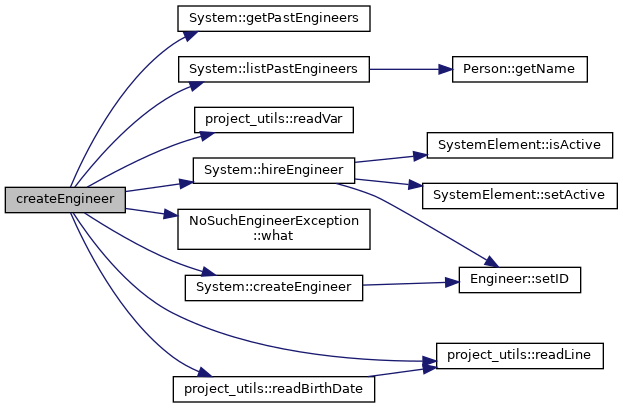 createEngineer
System::getPastEngineers
System::listPastEngineers
Person::getName
project_utils::readVar
System::hireEngineer
SystemElement::isActive
SystemElement::setActive
NoSuchEngineerException
::what
System::createEngineer
Engineer::setID
project_utils::readLine
project_utils::readBirthDate